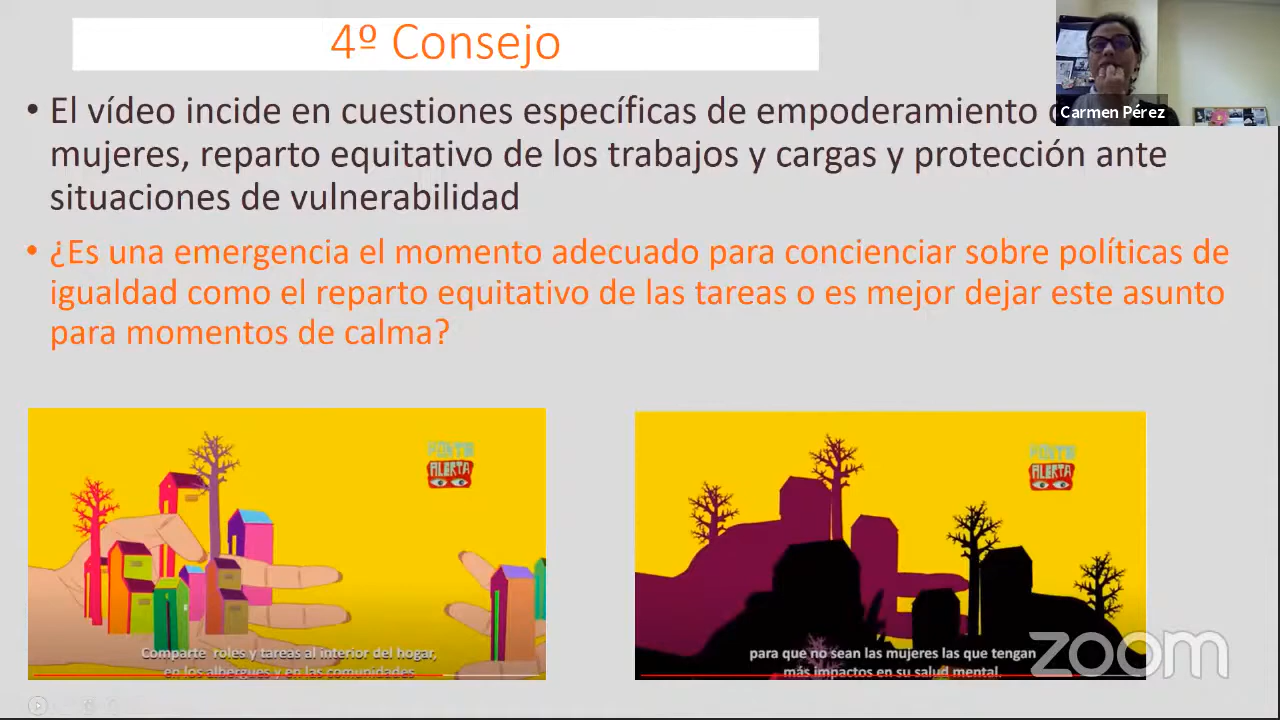 4º Consejo
• El vídeo incide en cuestiones específicas de empoderamiento
mujeres, reparto equitativo de los trabajos y cargas y protección ante
situaciones de vulnerabilidad
• ¿Es una emergencia el momento adecuado para concienciar sobre políticas de
igualdad como el reparto equitativo de las tareas o es mejor dejar este asunto
para momentos de calma?
Carmen Pérez
PONTE
ALERTA
Comparte roles y tareas al interior del hogar,
en los albergues y en las comunidades
PONTE
ALERTA
para que no sean las mujeres las que tengan
más impactos en su salud mental.
zoom